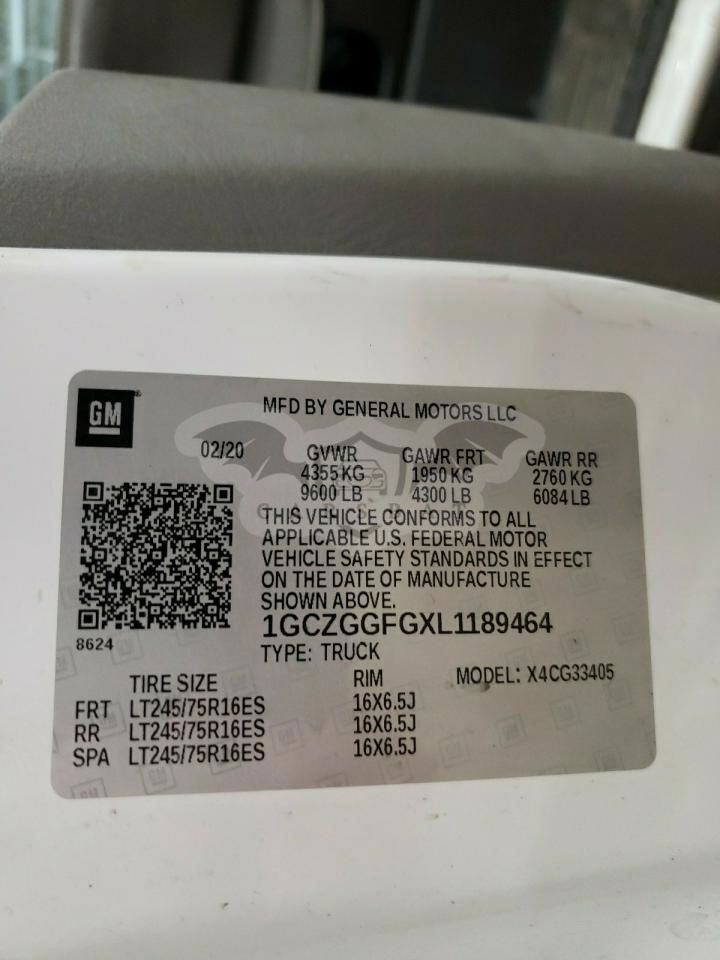 GM
MFD BY GENERAL MOTORS LLC
02/20
GVWR GAWR FRT GAWR RR
4355 KG 1950 KG 2760 KG
9600 LB 4300 LB 6084 LB
THIS VEHICLE CONFORMS TO ALL
APPLICABLE U.S. FEDERAL MOTOR
VEHICLE SAFETY STANDARDS IN EFFECT
ON THE DATE OF MANUFACTURE
SHOWN ABOVE.
8624
1GCZGGFGXL1189464
TYPE: TRUCK
MODEL: X4CG33405
TIRE SIZE RIM
FRT LT245/75R16ES 16X6.5J
RR LT245/75R16ES 16X6.5J
SPA LT245/75R16ES 16X6.5J